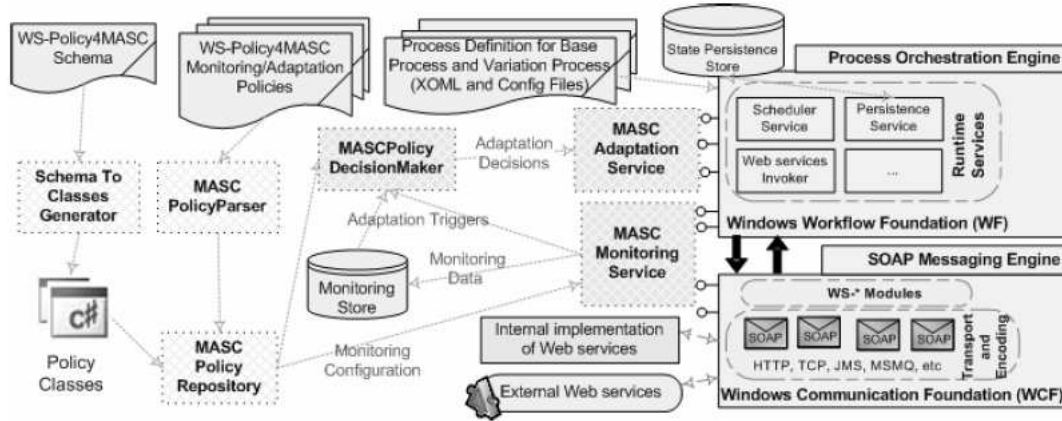 WS-Policy4MASC
Schema
WS-Policy4MASC
Monitoring/Adaptation
Policies
Process Definition for Base
Process and Variation Process
(XOML and Config Files)
State Persistence
Store
Process Orchestration Engine
Scheduler
Service
Persistence
Service
Web services
Invoker
...
Runtime
Services
Windows Workflow Foundation (WF)
MASCPolicy
DecisionMaker
Adaptation
Decisions
MASC
Adaptation
Service
Schema To
Classes
Generator
MASC
PolicyParser
Adaptation Triggers
MASC
Monitoring
Service
Monitoring
Data
Monitoring
Store
SOAP Messaging Engine
WS-* Modules
SOAP
SOAP
SOAP
SOAP
HTTP, TCP, JMS, MSMQ, etc
Transport
and
Encoding
Windows Communication Foundation (WCF)
C#
Policy
Classes
MASC
Policy
Repository
Monitoring
Configuration
Internal implementation
of Web services
External Web services